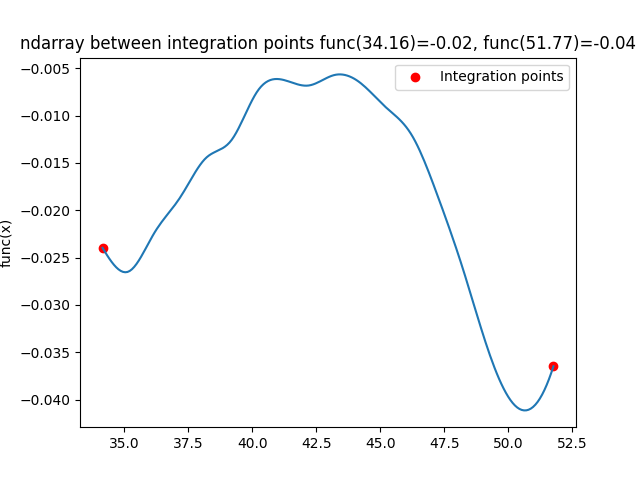 ndarray between integration points func(34.16)=-0.02, func(51.77)=-0.04
Integration points
func(x)
−0.005
−0.010
−0.015
−0.020
−0.025
−0.030
−0.035
−0.040
35.0 37.5 40.0 42.5 45.0 47.5 50.0 52.5